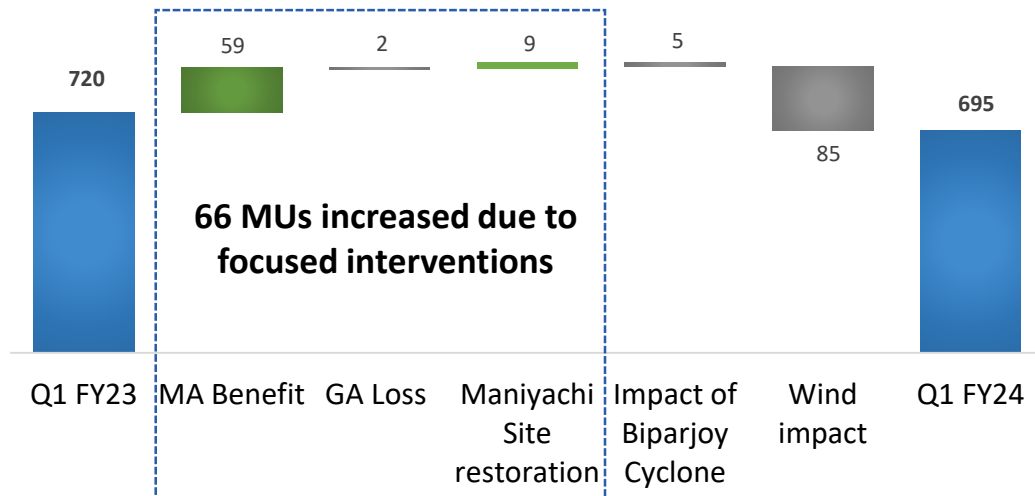 720
59
2
9
5
85
695
66 MUs increased due to
focused interventions
Q1 FY23
MA Benefit
GA Loss
Maniyachi
Site
restoration
Impact of
Biparjoy
Cyclone
Wind
impact
Q1 FY24